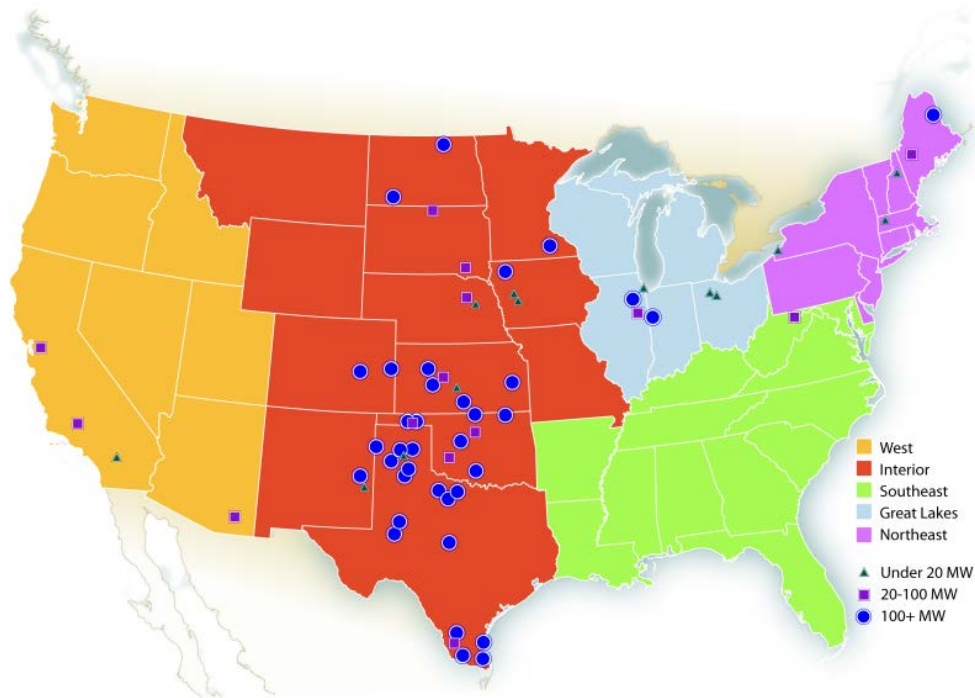 West
Interior
Southeast
Great Lakes
Northeast
Under 20 MW
20-100 MW
100+ MW